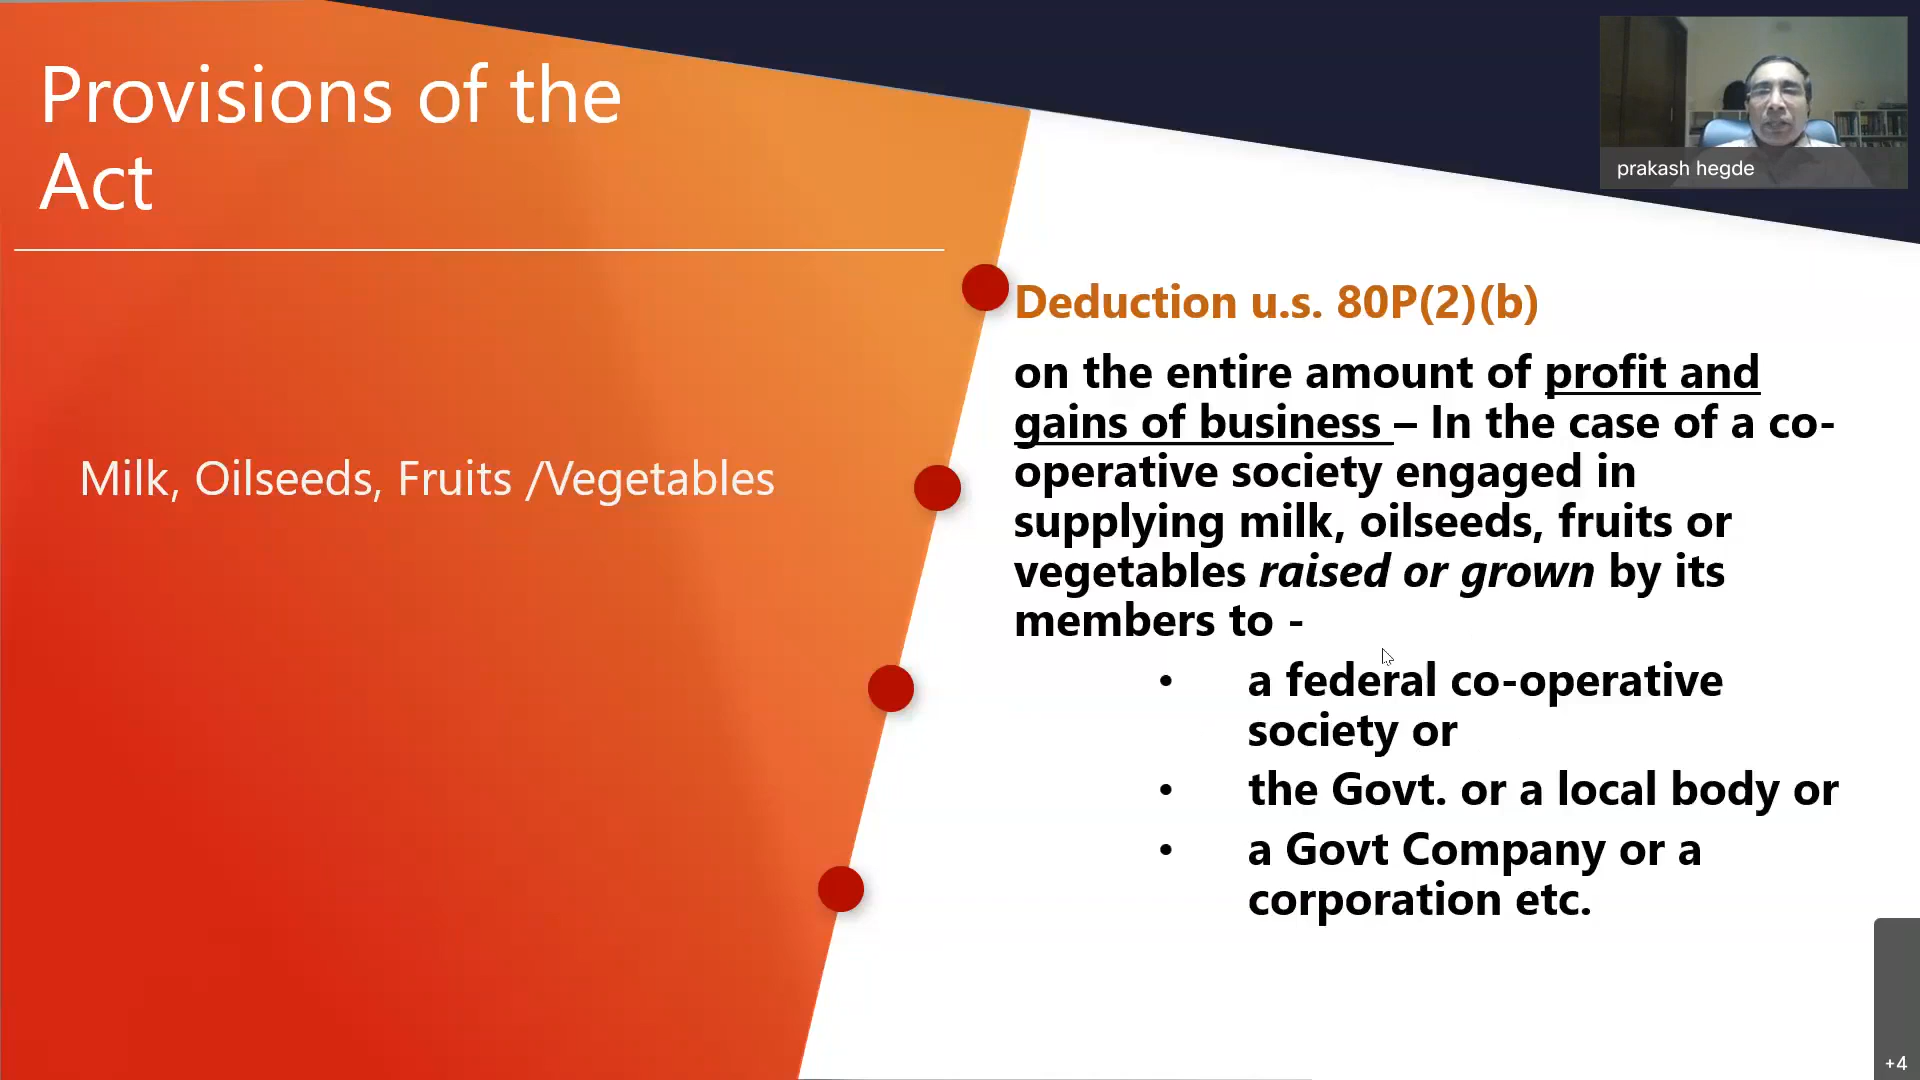 Provisions of the
Act
prakash hegde
Milk, Oilseeds, Fruits /Vegetables
Deduction u.s. 80P(2)(b)
on the entire amount of profit and
gains of business – In the case of a co-
operative society engaged in
supplying milk, oilseeds, fruits or
vegetables raised or grown by its
members to -
• a federal co-operative
society or
• the Govt. or a local body or
• a Govt Company or a
corporation etc.
+4